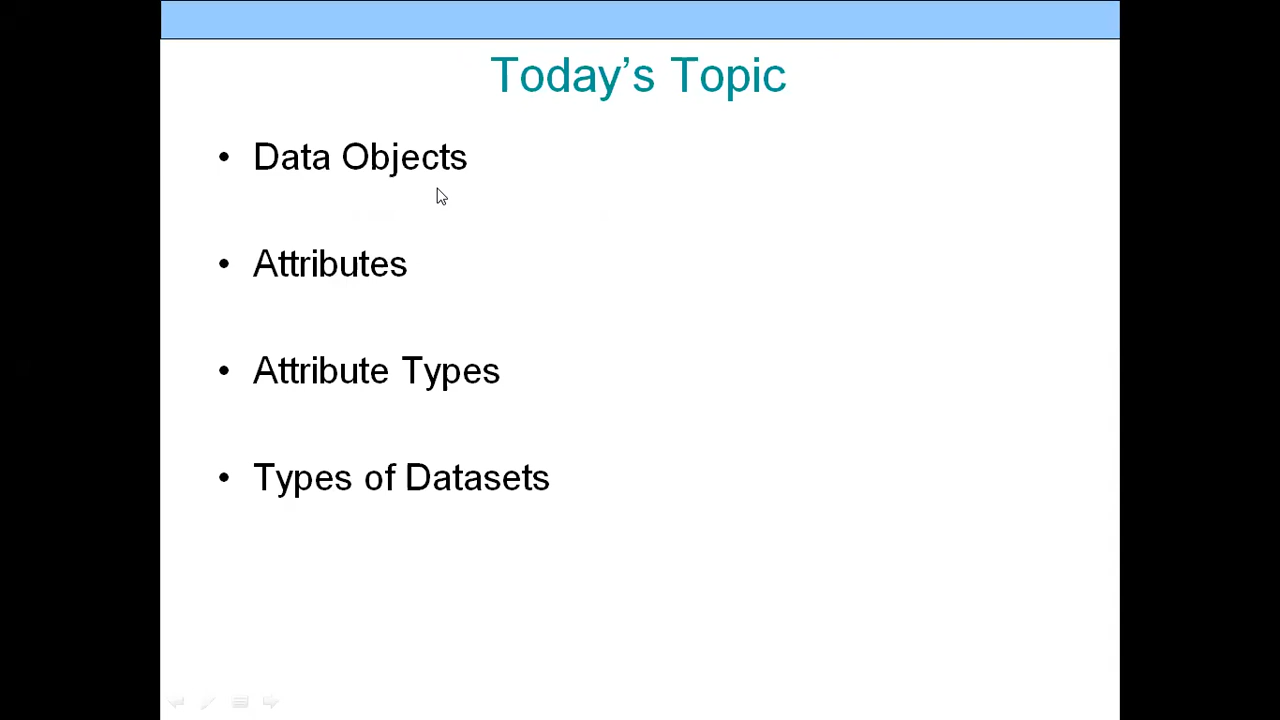 Today’s Topic
• Data Objects
• Attributes
• Attribute Types
• Types of Datasets